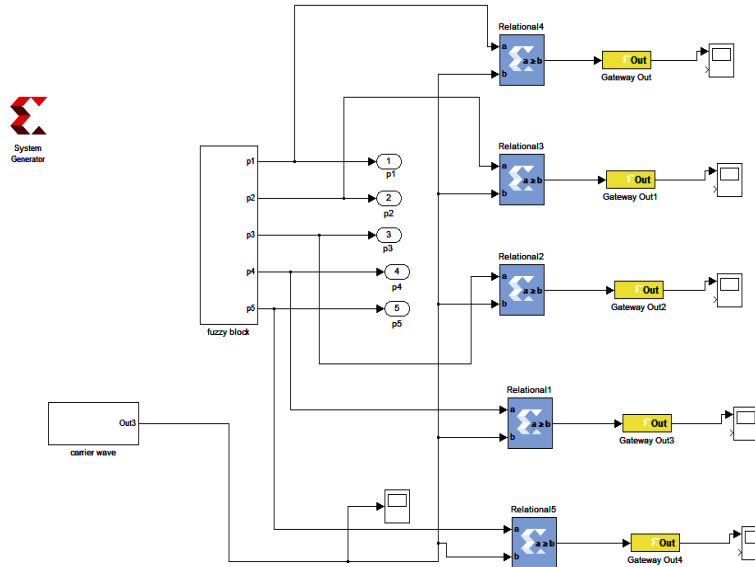 Relational4
a
b
a ≥ b
Out
Gateway Out
System
Generator
Relational3
a
b
a ≥ b
Out
Gateway Out1
p1
p2
p3
p4
p5
fuzzy block
1
p1
2
p2
3
p3
4
p4
5
p5
Relational2
a
b
a ≥ b
Out
Gateway Out2
Relational1
a
b
a ≥ b
Out
Gateway Out3
Out3
carrier wave
Relational5
a
b
a ≥ b
Out
Gateway Out4